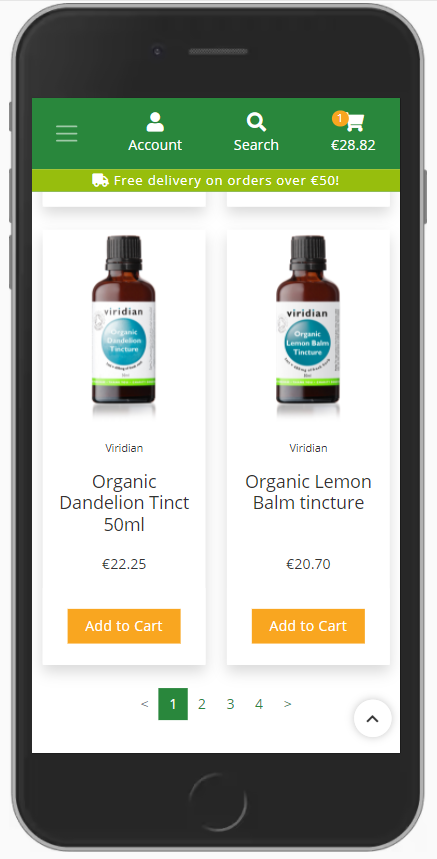 Account
Search
1
€28.82
Free delivery on orders over €50!
viridian
Organic
Dandelion
Tincture
viridian
Organic
Lemon Balm
Tincture
Viridian
Viridian
Organic
Dandelion Tinct
50ml
Organic Lemon
Balm tincture
€22.25
€20.70
Add to Cart
Add to Cart
< 1 2 3 4 >